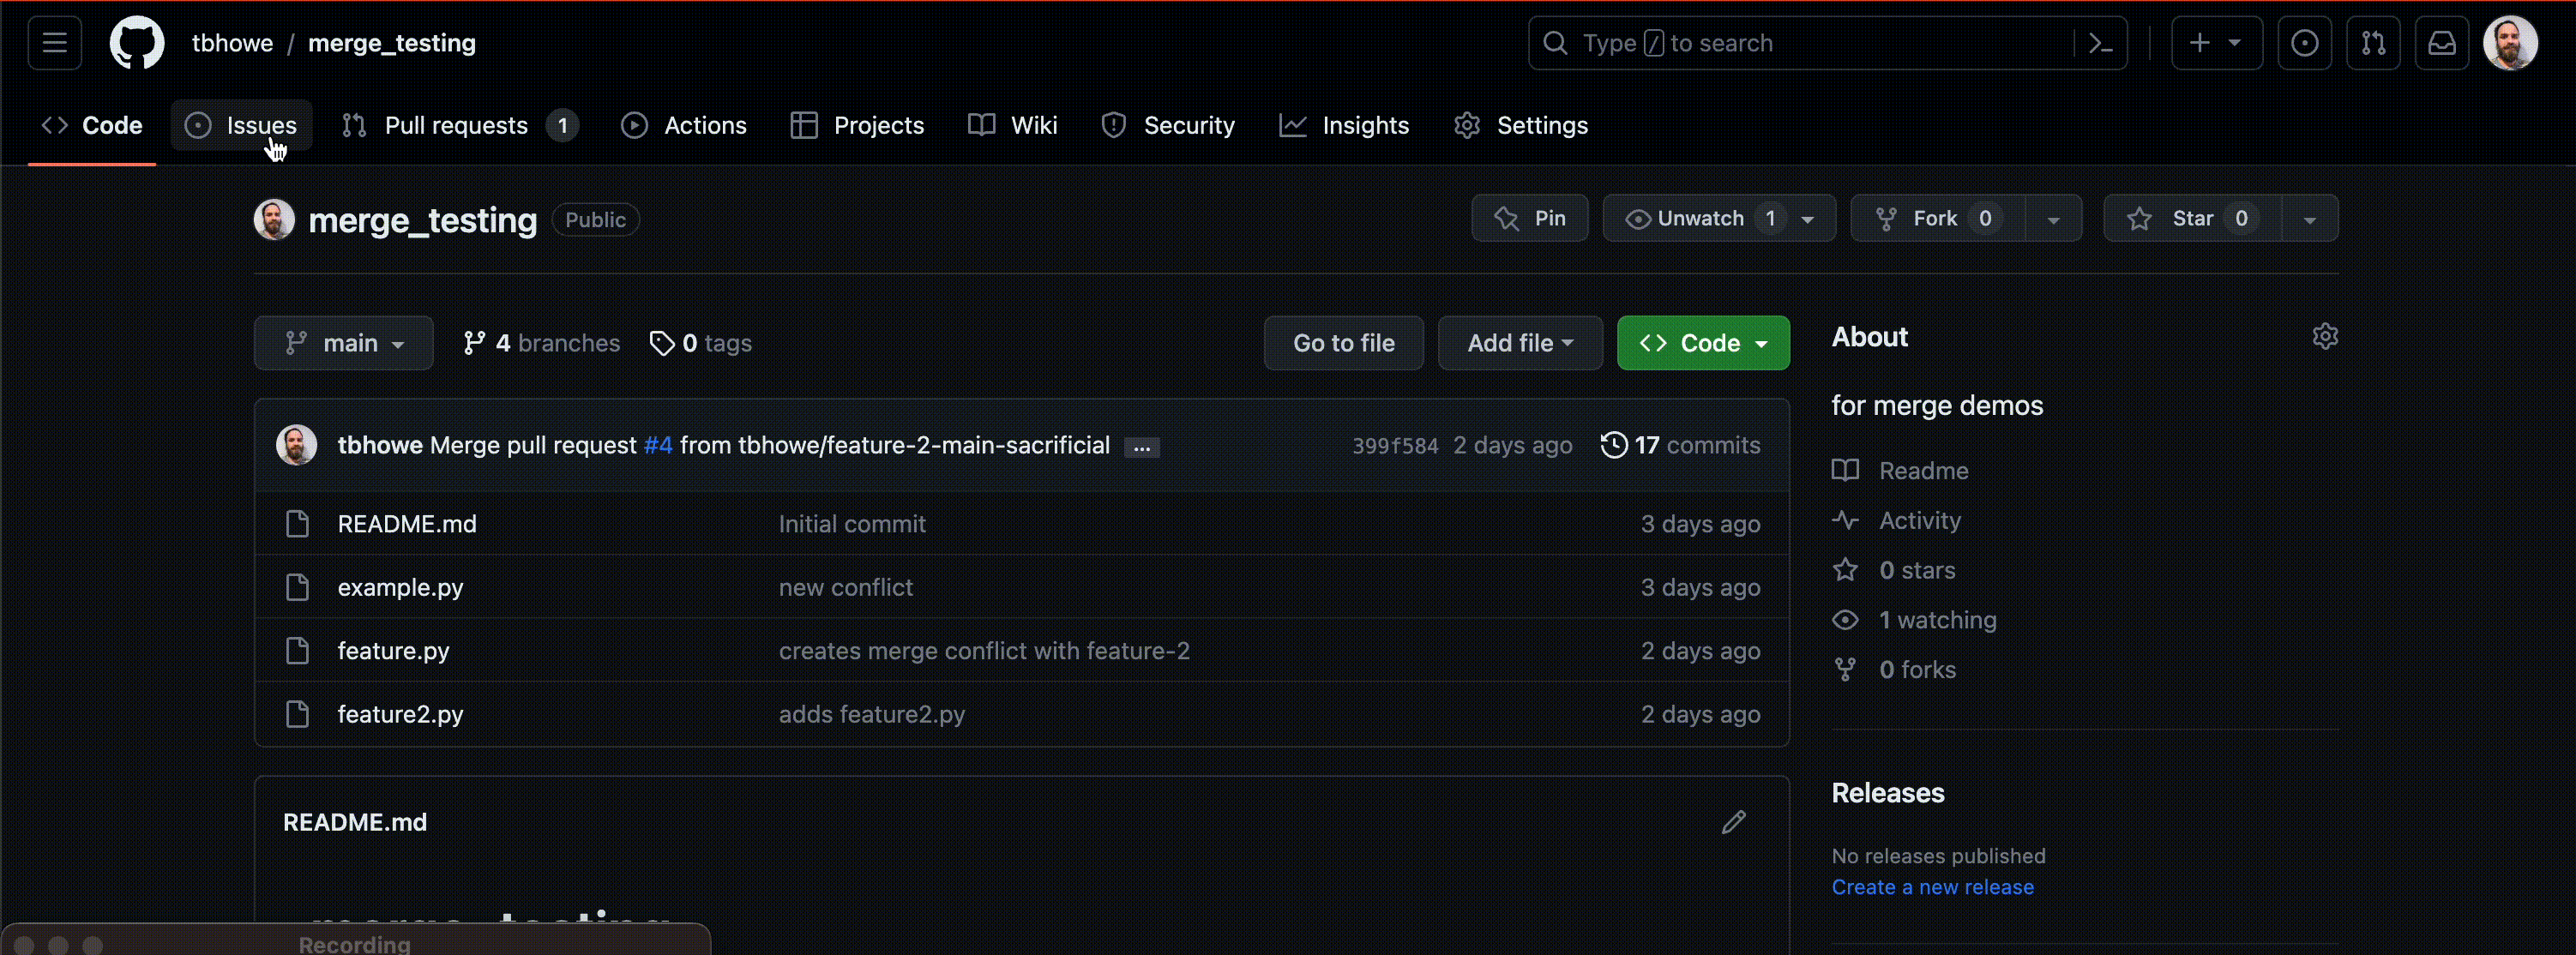 tbhowe / merge_testing
Type / to search
Code Issues Pull requests 1 Actions Projects Wiki Security Insights Settings
merge_testing Public
Pin Unwatch 1 Fork 0 Star 0
main 4 branches 0 tags Go to file Add file Code
tbhowe Merge pull request #4 from tbhowe/feature-2-main-sacrificial ... 399f584 2 days ago 17 commits
README.md Initial commit 3 days ago
example.py new conflict 3 days ago
feature.py creates merge conflict with feature-2 2 days ago
feature2.py adds feature2.py 2 days ago
README.md
merge_testing
Recording
About
for merge demos
Readme
Activity
0 stars
1 watching
0 forks
Releases
No releases published
Create a new release